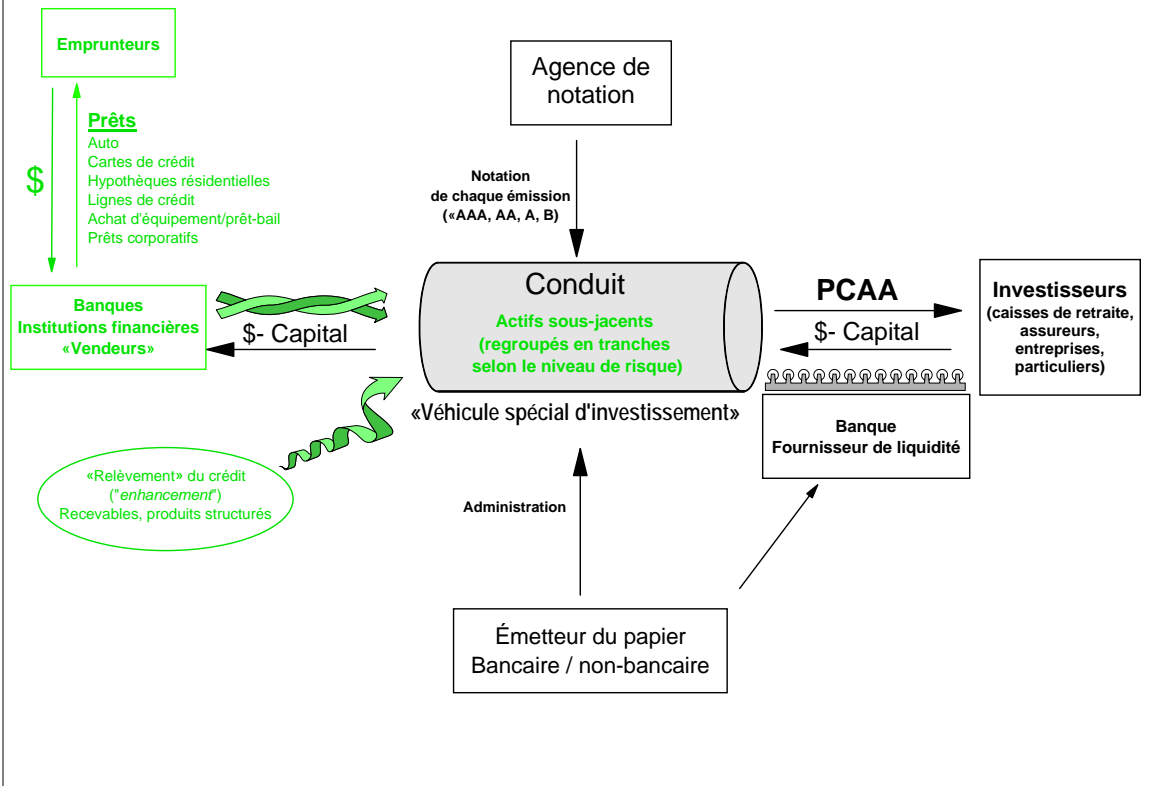 Emprunteurs
Agence de
notation
$
Prêts
Auto
Cartes de crédit
Hypothèques résidentielles
Lignes de crédit
Achat d'équipement/prêt-bail
Prêts corporatifs
Notation
de chaque émission
(«AAA, AA, A, B)
Banques
Institutions financières
«Vendeurs»
$- Capital
Conduit
Actifs sous-jacents
(regroupés en tranches
selon le niveau de risque)
«Véhicule spécial d'investissement»
PCAA
$- Capital
Investisseurs
(caisses de retraite,
assureurs,
entreprises,
particuliers)
Banque
Fournisseur de liquidité
«Relèvement» du crédit
("enhancement")
Recevables, produits structurés
Administration
Émetteur du papier
Bancaire / non-bancaire